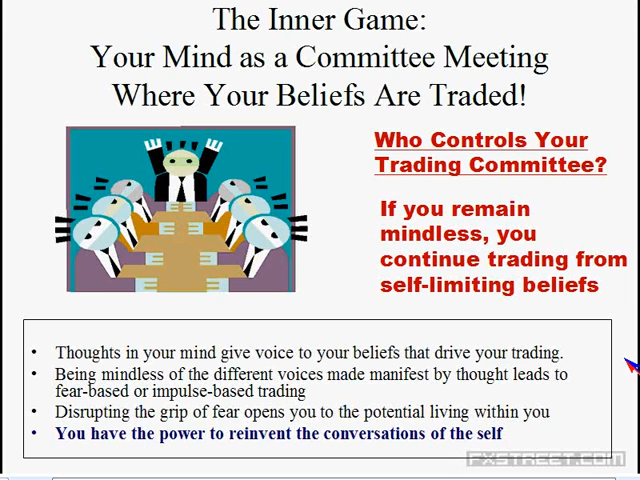 The Inner Game:
Your Mind as a Committee Meeting
Where Your Beliefs Are Traded!
Who Controls Your
Trading Committee?
If you remain
mindless, you
continue trading from
self-limiting beliefs
• Thoughts in your mind give voice to your beliefs that drive your trading.
• Being mindless of the different voices made manifest by thought leads to
fear-based or impulse-based trading
• Disrupting the grip of fear opens you to the potential living within you
• You have the power to reinvent the conversations of the self
FXSTREET.COM